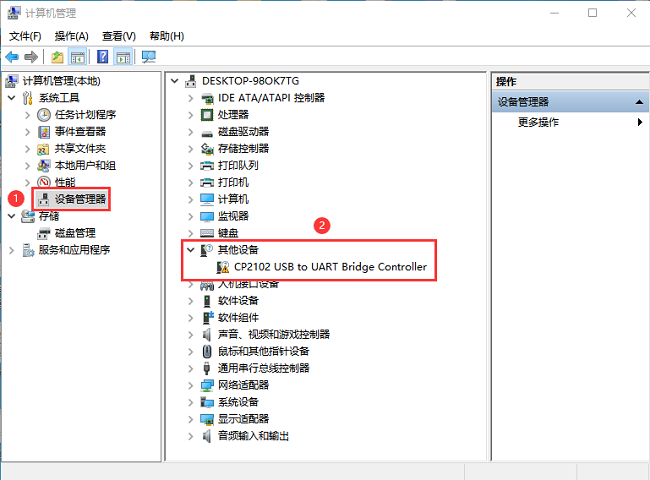 计算机管理
文件(F) 操作(A) 查看(V) 帮助(H)
计算机管理(本地)
系统工具
任务计划程序
事件查看器
共享文件夹
本地用户和组
性能
1
设备管理器
存储
磁盘管理
服务和应用程序
DESKTOP-98OK7TG
IDE ATA/ATAPI 控制器
处理器
磁盘驱动器
存储控制器
打印队列
打印机
计算机
监视器
键盘
2
其他设备
CP2102 USB to UART Bridge Controller
人机接口设备
软件设备
软件组件
声音、视频和游戏控制器
鼠标和其他指针设备
通用串行总线控制器
网络适配器
系统设备
显示适配器
音频输入和输出
操作
设备管理器
更多操作